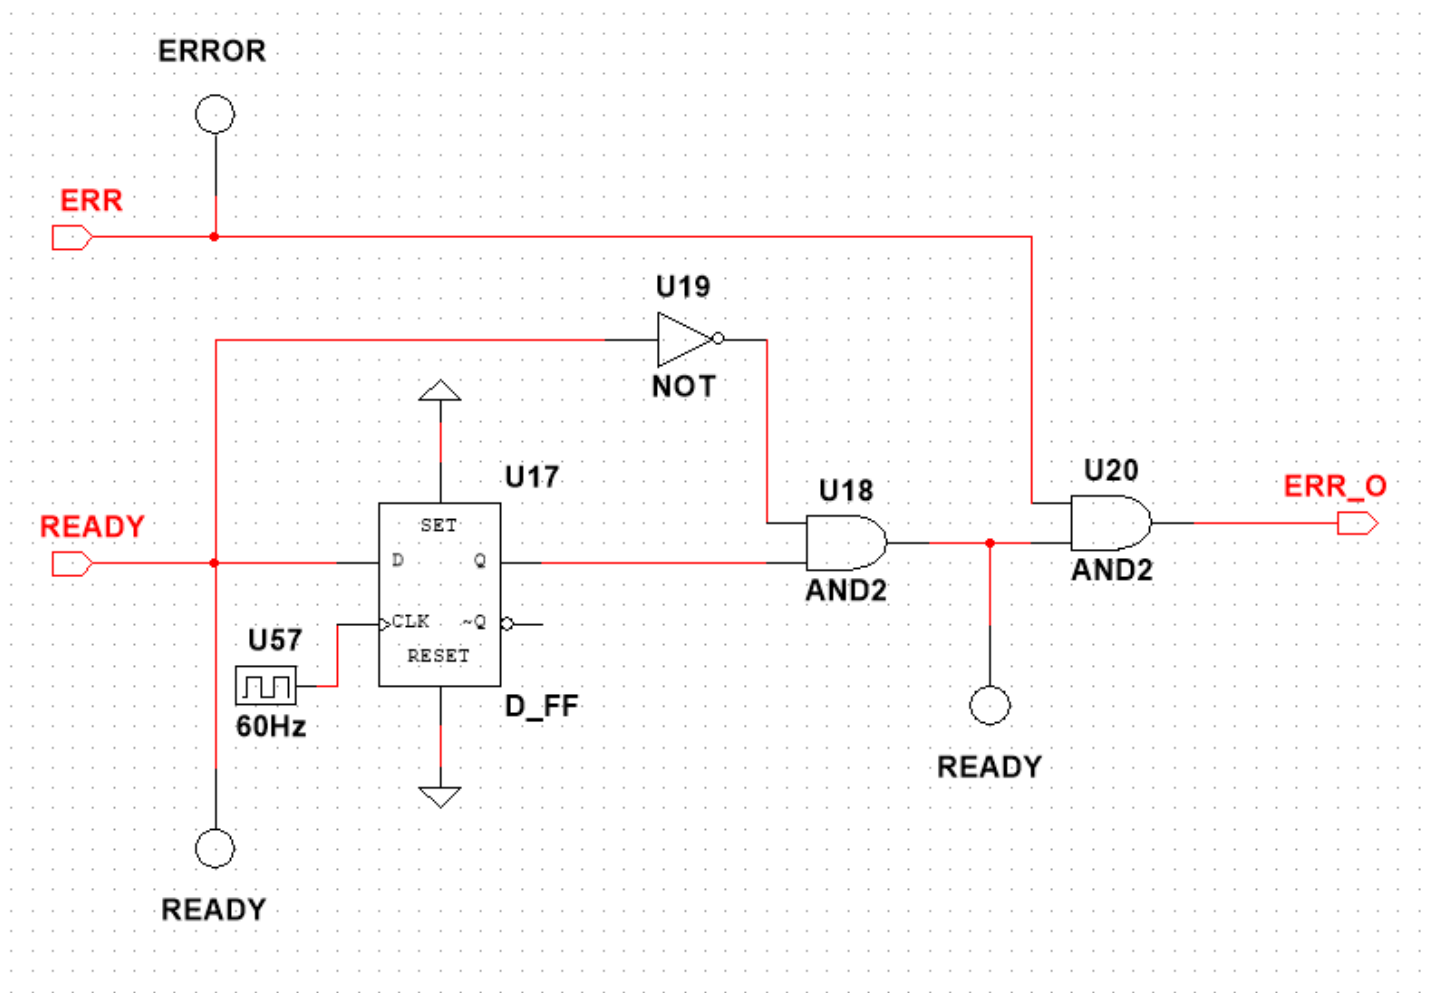 ERROR
ERR
U19
NOT
U17
SET
D
Q
CLK
~Q
RESET
D_FF
READY
U57
60Hz
READY
U18
AND2
READY
U20
AND2
ERR_O